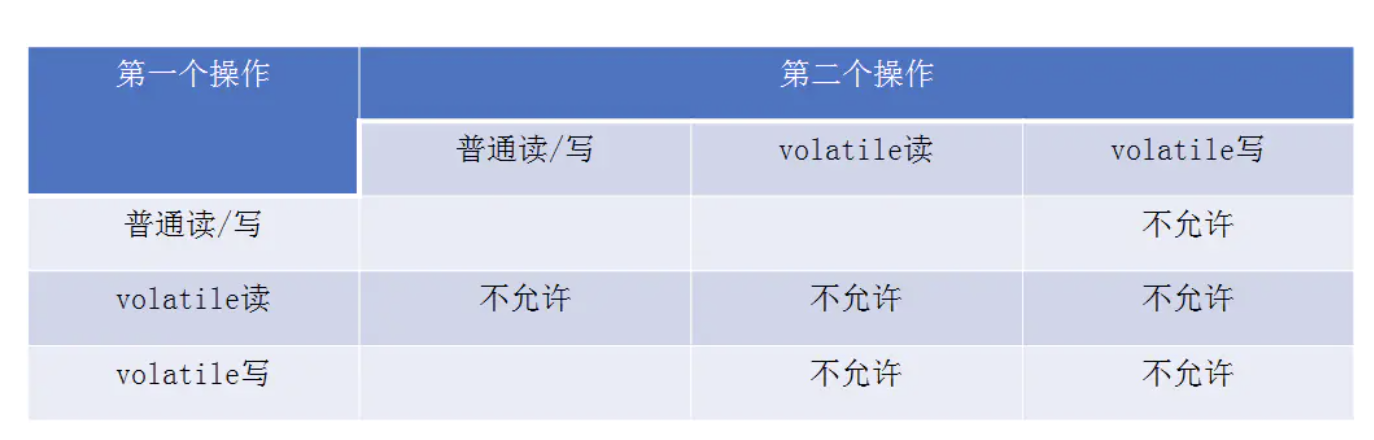 第一个操作 第二个操作
普通读/写 volatile读 volatile写
普通读/写 不允许
volatile读 不允许 不允许 不允许
volatile写 不允许 不允许